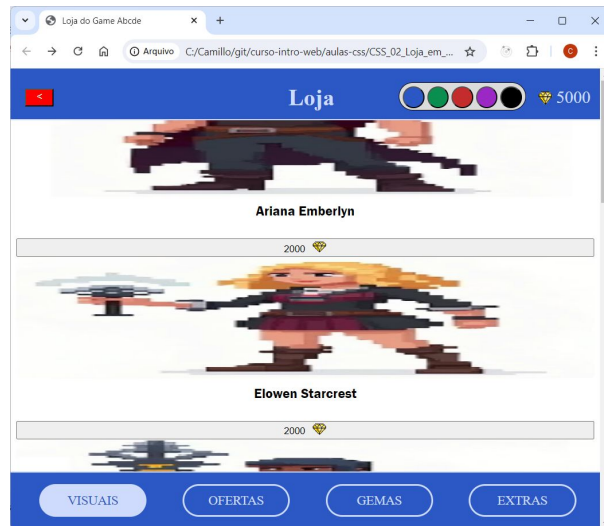 Loja do Game Abcde
Arquivo C:/Camillo/git/curso-intro-web/aulas-css/CSS_02_Loja_em_...
C
<
Loja
5000
Ariana Emberlyn
2000
Elowen Starcrest
2000
VISUAIS
OFERTAS
GEMAS
EXTRAS